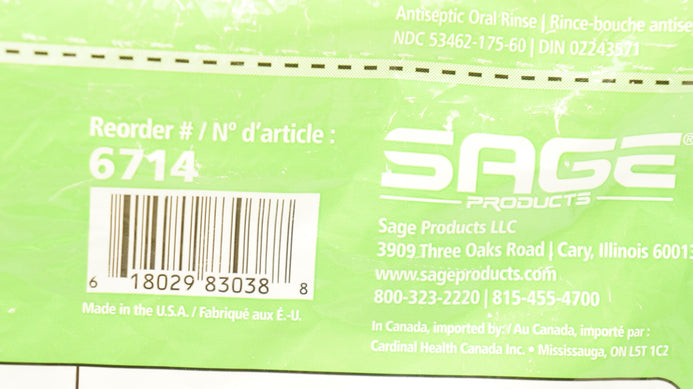 Antiseptic Oral Rinse | Rince-bouche antise
NDC 53462-175-60 | DIN 02243571
Reorder # / Nº d'article :
6714
SAGE®
PRODUCTS
6 18029 83038 8
Made in the U.S.A. / Fabriqué aux É.-U.
Sage Products LLC
3909 Three Oaks Road | Cary, Illinois 60013
www.sageproducts.com
800-323-2220 | 815-455-4700
In Canada, imported by: / Au Canada, importé par :
Cardinal Health Canada Inc. • Mississauga, ON L5T 1C2